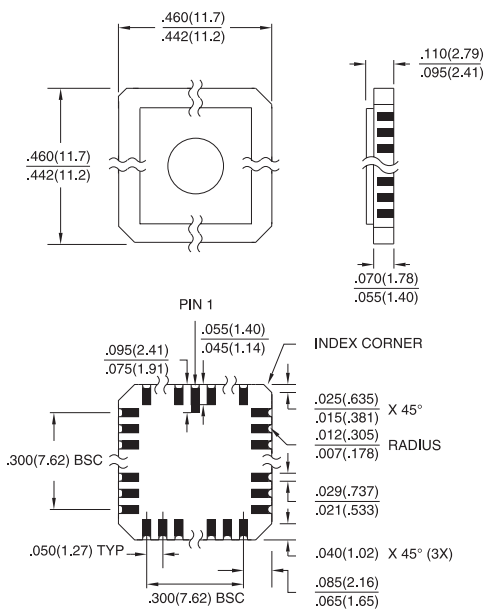 .460(11.7)
.442(11.2)
.110(2.79)
.095(2.41)
.460(11.7)
.442(11.2)
.070(1.78)
.055(1.40)
PIN 1
.055(1.40)
.045(1.14)
.095(2.41)
.075(1.91)
INDEX CORNER
.025(.635)
.015(.381)
X 45°
.012(.305)
.007(.178)
RADIUS
.300(7.62) BSC
.029(.737)
.021(.533)
.050(1.27) TYP
.040(1.02) X 45° (3X)
.300(7.62) BSC
.085(2.16)
.065(1.65)